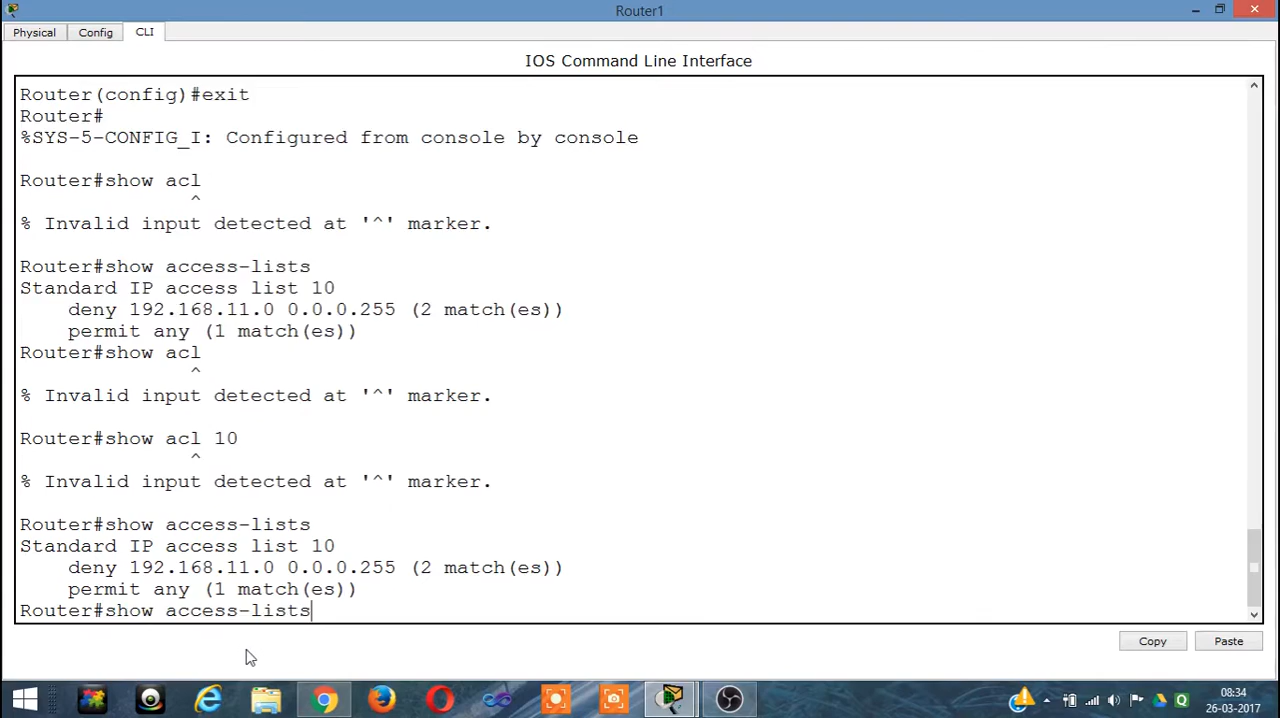 Router1
Physical
Config
CLI
IOS Command Line Interface
Router(config)#exit
Router#
%SYS-5-CONFIG_I: Configured from console by console
Router#show acl
^
% Invalid input detected at '^' marker.
Router#show access-lists
Standard IP access list 10
deny 192.168.11.0 0.0.0.255 (2 match(es))
permit any (1 match(es))
Router#show acl
^
% Invalid input detected at '^' marker.
Router#show acl 10
^
% Invalid input detected at '^' marker.
Router#show access-lists
Standard IP access list 10
deny 192.168.11.0 0.0.0.255 (2 match(es))
permit any (1 match(es))
Router#show access-lists
Copy
Paste
08:34
26-03-2017